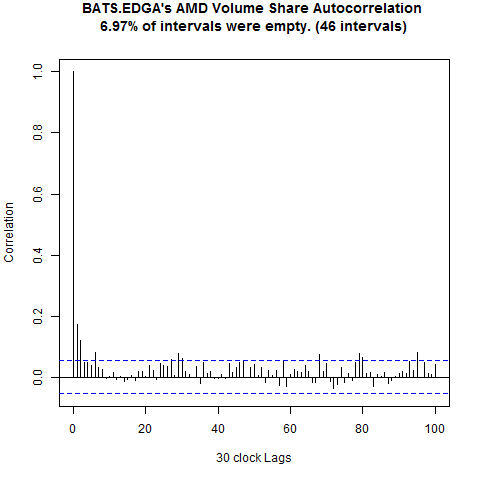 BATS.EDGA's AMD Volume Share Autocorrelation
6.97% of intervals were empty. (46 intervals)
Correlation
1.0
0.8
0.6
0.4
0.2
0.0
0 20 40 60 80 100
30 clock Lags